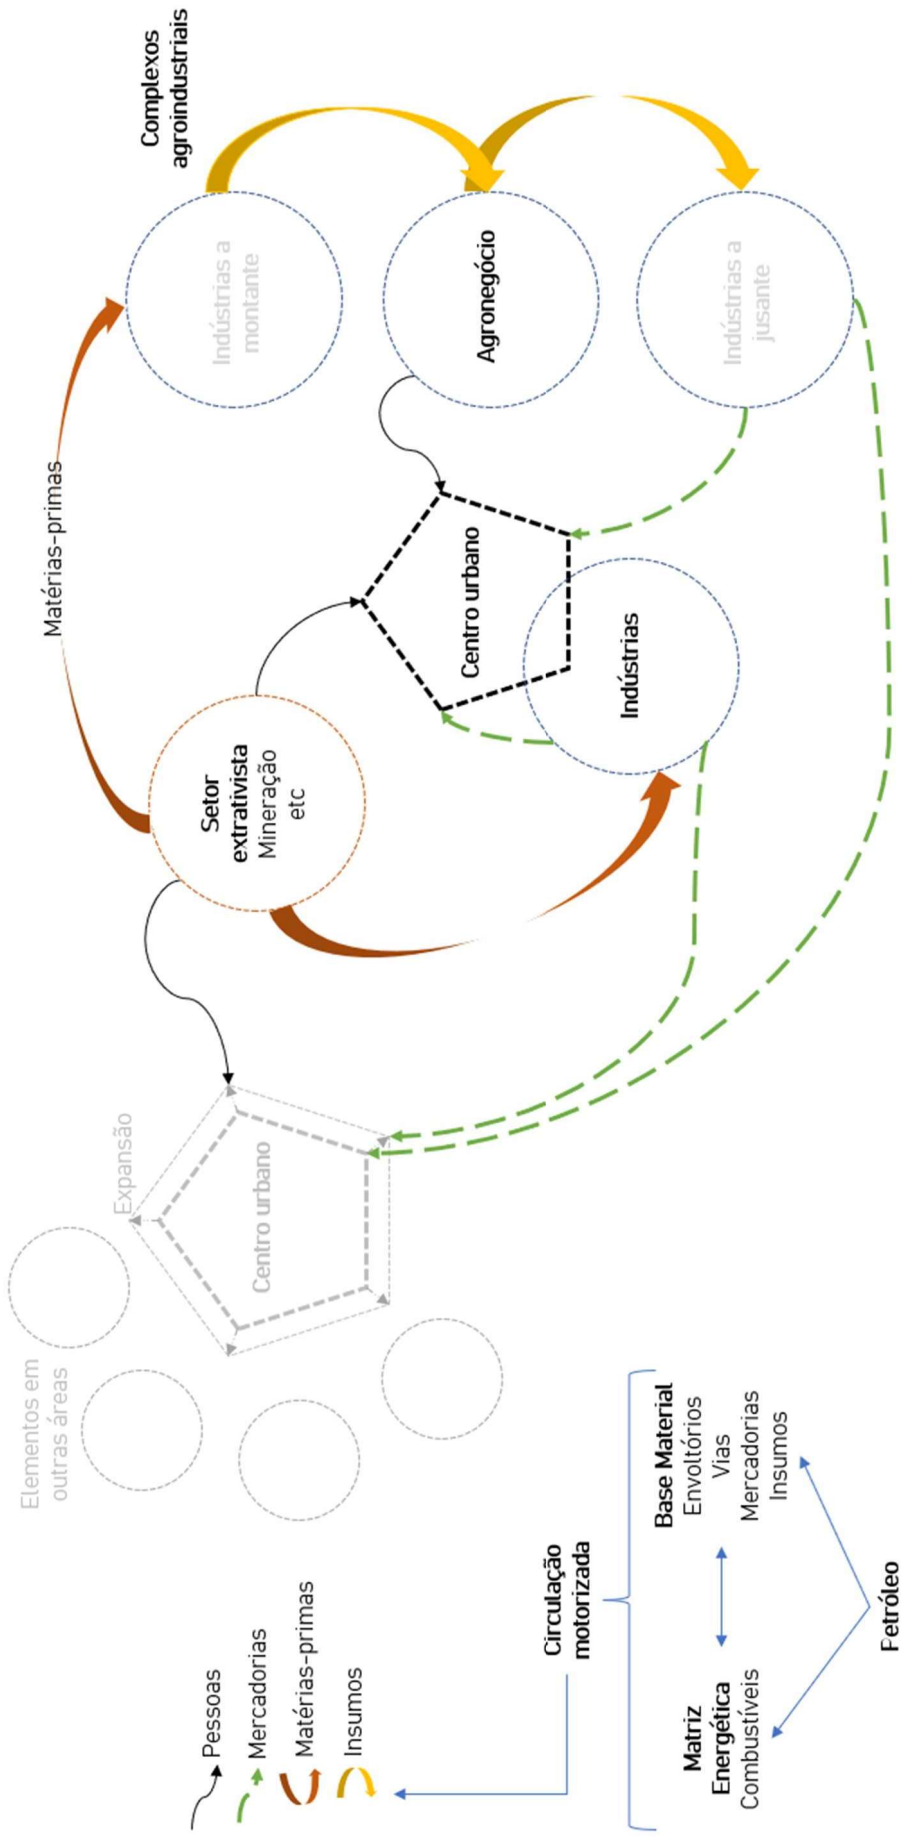 Elementos em
outras áreas
Expansão
Centro urbano
Matérias-primas
Setor
extrativista
Mineração
etc
Centro urbano
Indústrias
Complexos
agroindustriais
Indústrias a
montante
Agronegócio
Indústrias a
jusante
Pessoas
Mercadorias
Matérias-primas
Insumos
Circulação
motorizada
Matriz
Energética
Combustíveis
Base Material
Envoltórios
Vias
Mercadorias
Insumos
Petróleo